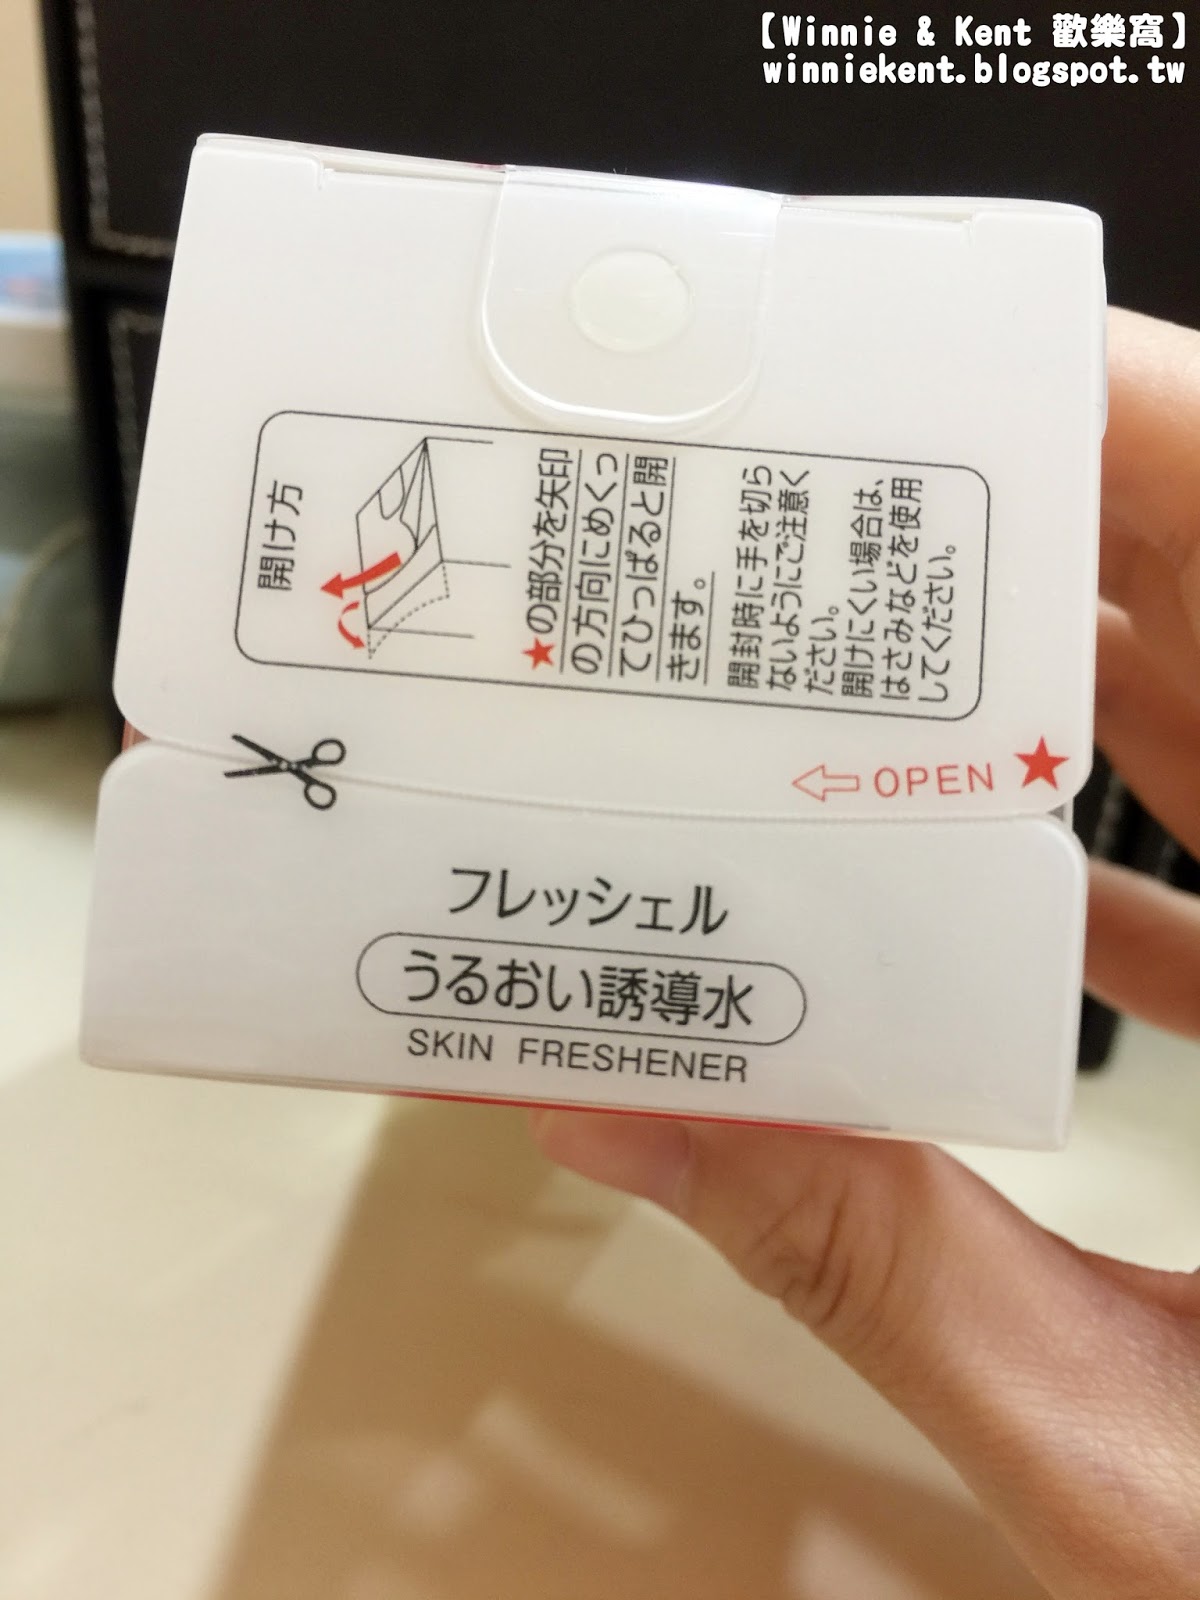 【Winnie & Kent 歡樂窩】
winniekent.blogspot.tw
開け方
★の部分を矢印
の方向にめくっ
てひっぱると開
きます。
開封時に手を切ら
ないようにご注意く
ださい。
開けにくい場合は、
はさみなどを使用
してください。
OPEN ★
フレッシェル
うるおい誘導水
SKIN FRESHENER